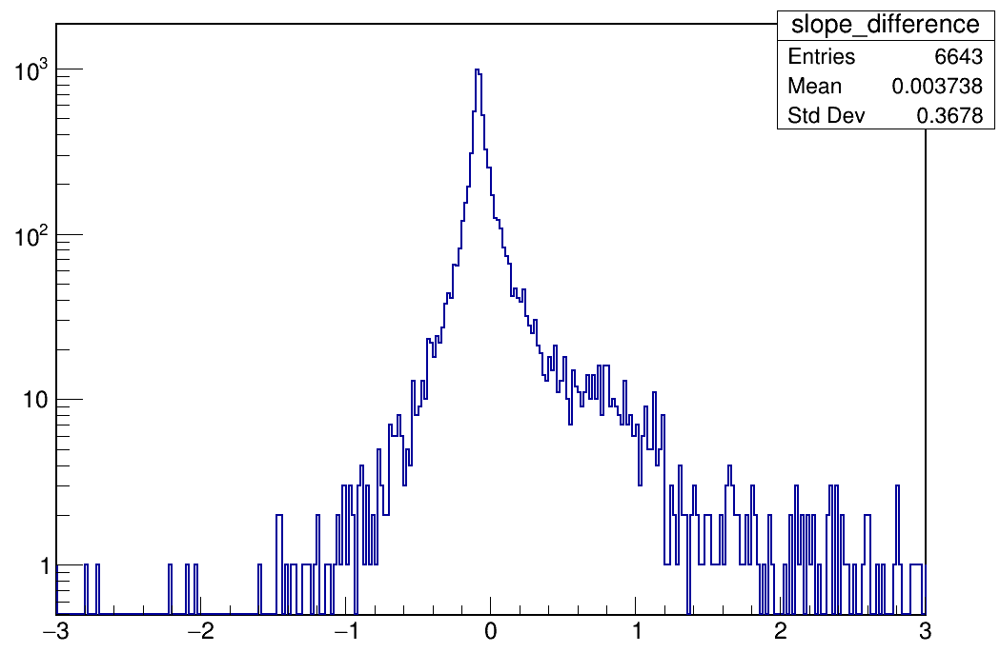 slope_difference
Entries 6643
Mean 0.003738
Std Dev 0.3678
10³
10²
10
1
−3 −2 −1 0 1 2 3